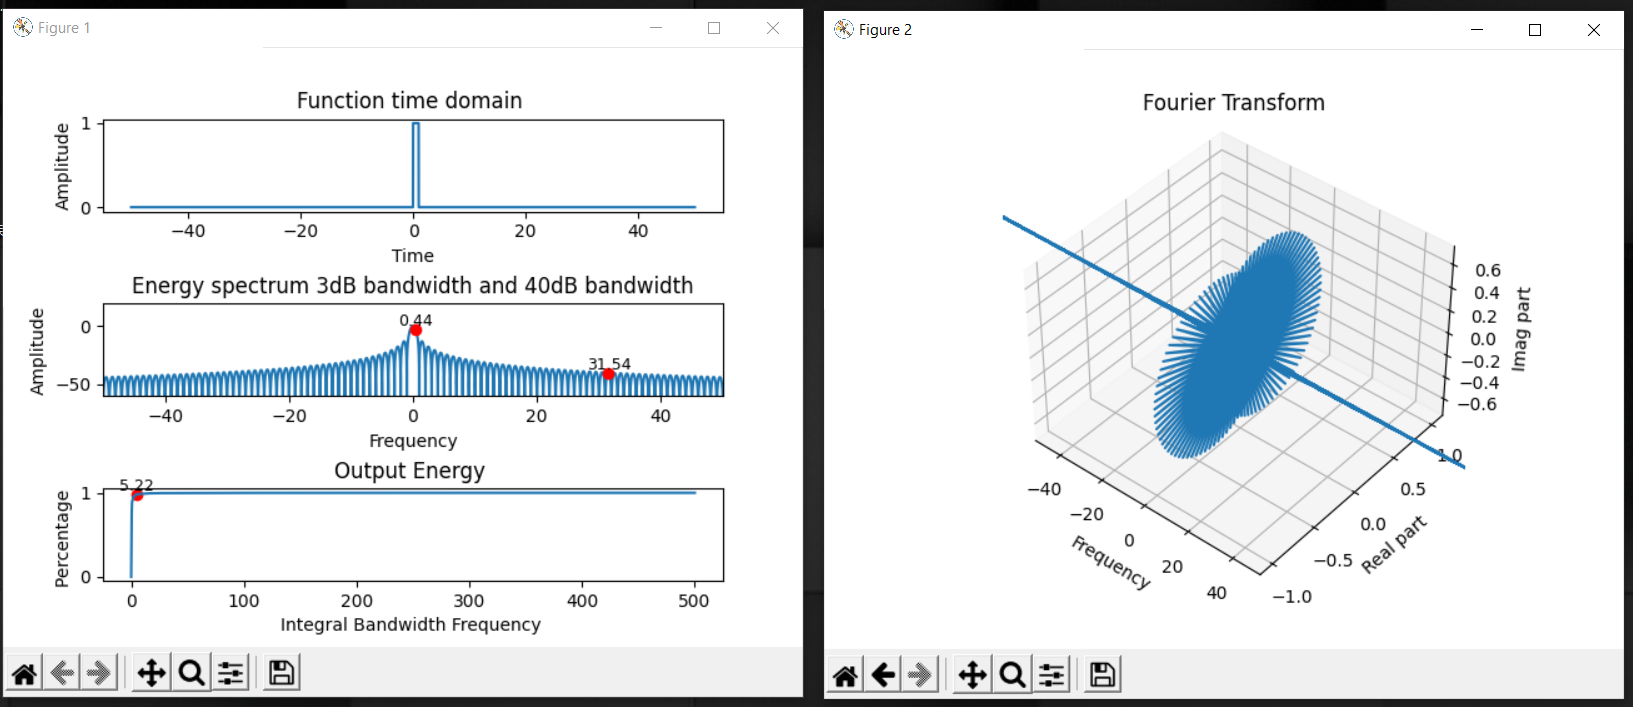 Figure 1
Function time domain
Amplitude
1
0
−40 −20 0 20 40
Time
Energy spectrum 3dB bandwidth and 40dB bandwidth
Amplitude
0
−50
0.44
31.54
−40 −20 0 20 40
Frequency
Output Energy
Percentage
1
0
5.22
0 100 200 300 400 500
Integral Bandwidth Frequency
Figure 2
Fourier Transform
0.6
0.4
0.2
0.0
−0.2
−0.4
−0.6
Imag part
1.0
0.5
0.0
−0.5
−1.0
Real part
−40
−20
0
20
40
Frequency